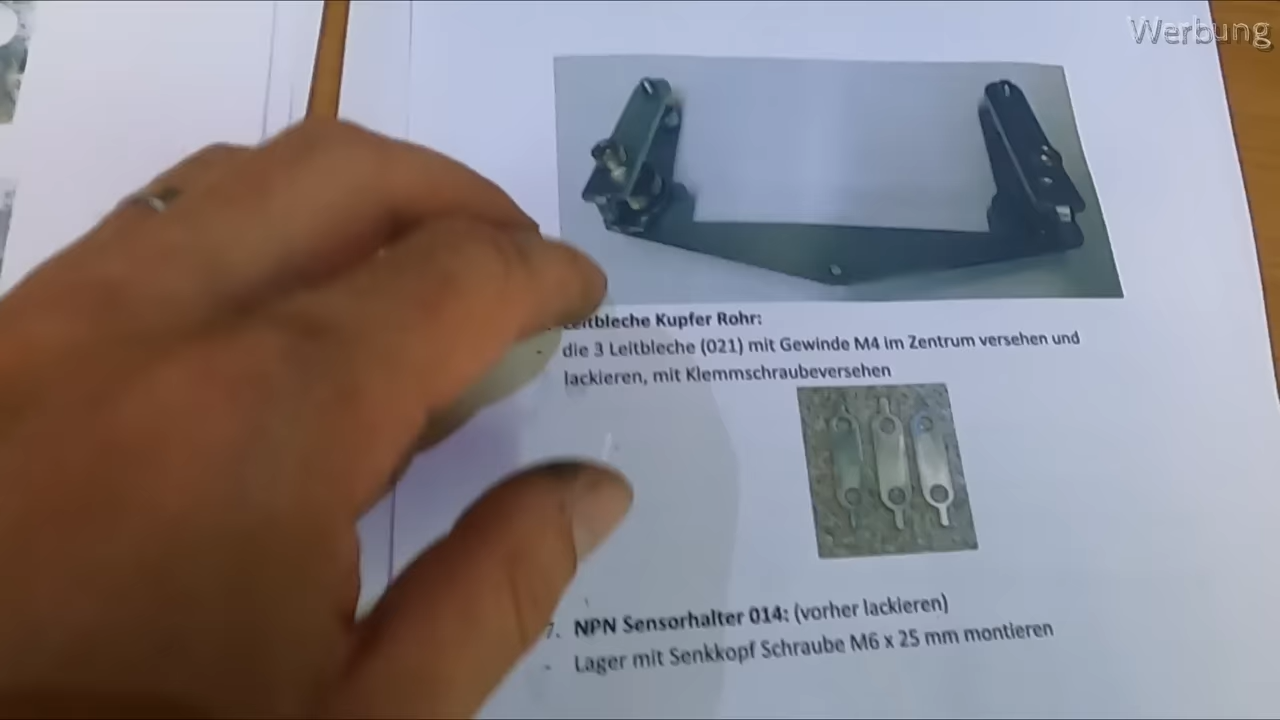 Werbung
Leitbleche Kupfer Rohr:
- die 3 Leitbleche (021) mit Gewinde M4 im Zentrum versehen und
lackieren, mit Klemmschraubeversehen
7. NPN Sensorhalter 014: (vorher lackieren)
- Lager mit Senkkopf Schraube M6 x 25 mm montieren